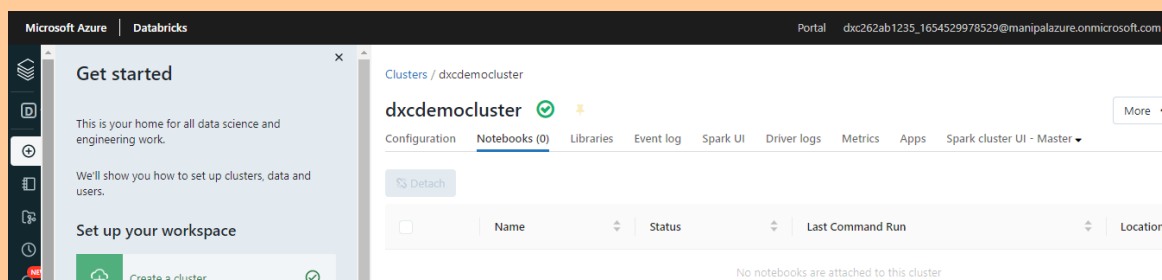 Microsoft Azure | Databricks
Portal dxc262ab1235_1654529978529@manipalazure.onmicrosoft.com
Get started
This is your home for all data science and
engineering work.
We'll show you how to set up clusters, data and
users.
Set up your workspace
Create a cluster
NEW
Clusters / dxcdemocluster
dxcdemocluster
More
Configuration Notebooks (0) Libraries Event log Spark UI Driver logs Metrics Apps Spark cluster UI - Master
Detach
Name Status Last Command Run Location
No notebooks are attached to this cluster